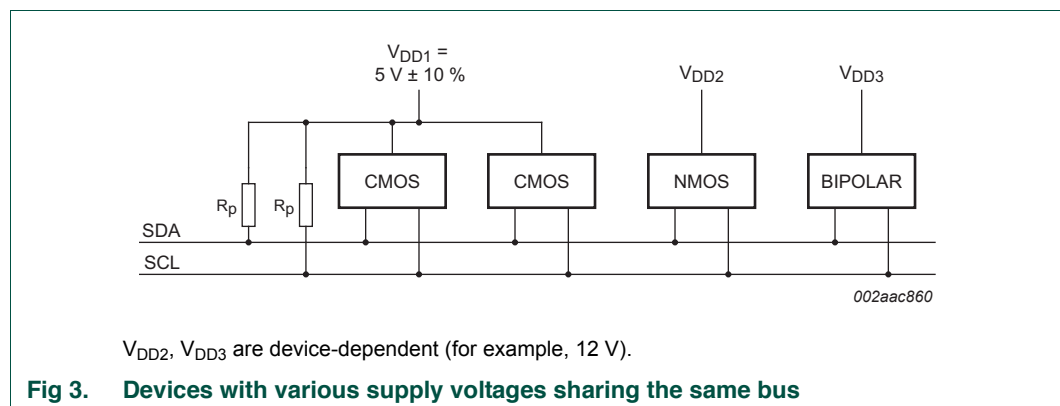 VDD1 =
5 V ± 10 %
VDD2
VDD3
CMOS
CMOS
NMOS
BIPOLAR
Rp
Rp
SDA
SCL
002aac860
VDD2, VDD3 are device-dependent (for example, 12 V).
Fig 3. Devices with various supply voltages sharing the same bus